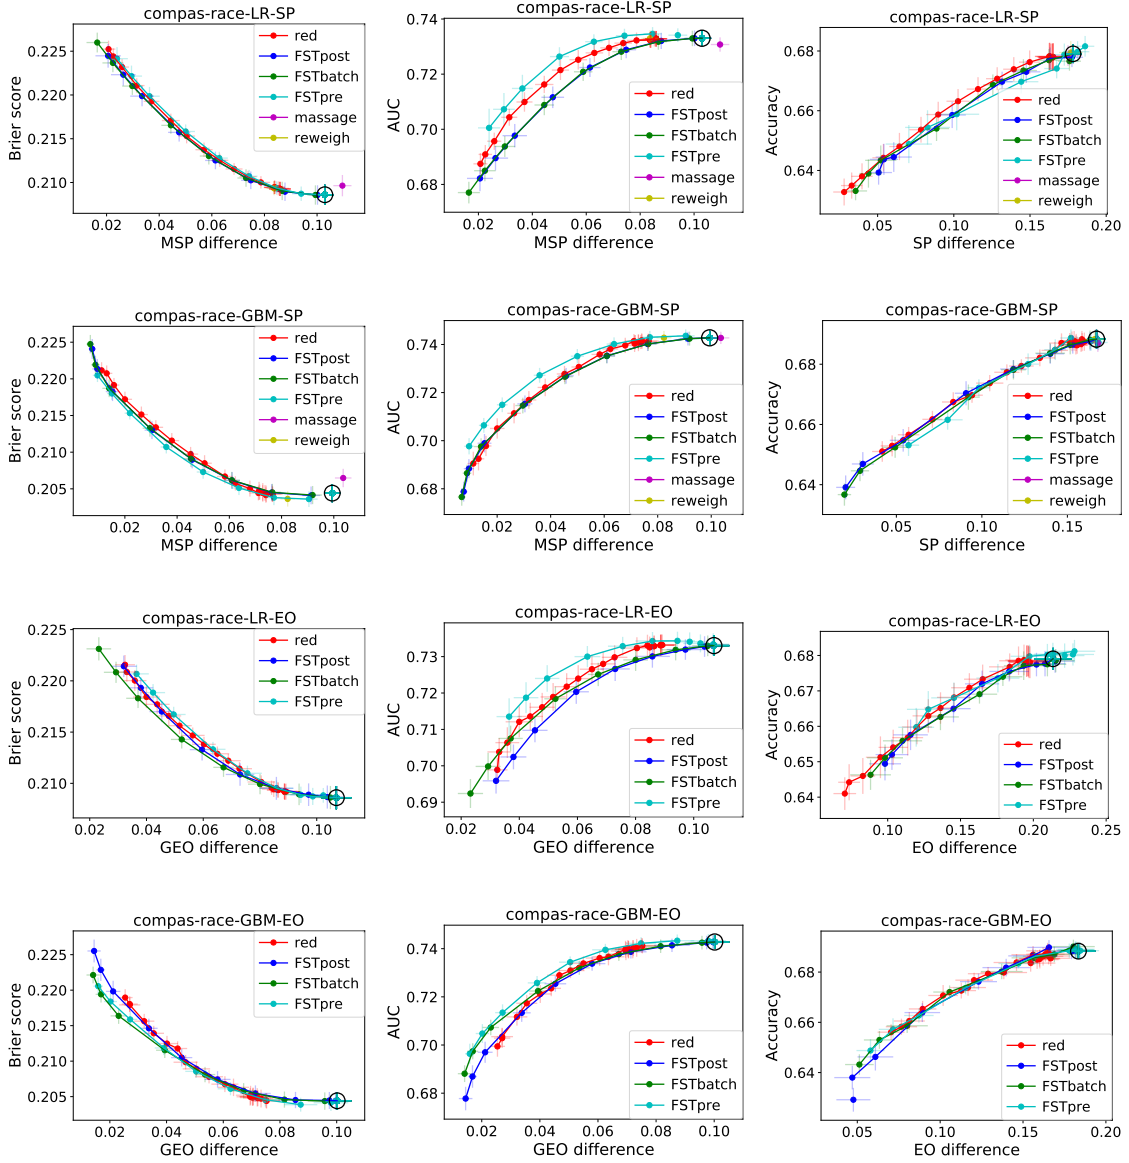 compas-race-LR-SP
Brier score
0.225
0.220
0.215
0.210
red
FSTpost
FSTbatch
FSTpre
massage
reweigh
0.02 0.04 0.06 0.08 0.10
MSP difference
compas-race-LR-SP
AUC
0.74
0.72
0.70
0.68
red
FSTpost
FSTbatch
FSTpre
massage
reweigh
0.02 0.04 0.06 0.08 0.10
MSP difference
compas-race-LR-SP
Accuracy
0.68
0.66
0.64
red
FSTpost
FSTbatch
FSTpre
massage
reweigh
0.05 0.10 0.15 0.20
SP difference
compas-race-GBM-SP
Brier score
0.225
0.220
0.215
0.210
0.205
red
FSTpost
FSTbatch
FSTpre
massage
reweigh
0.02 0.04 0.06 0.08 0.10
MSP difference
compas-race-GBM-SP
AUC
0.74
0.72
0.70
0.68
red
FSTpost
FSTbatch
FSTpre
massage
reweigh
0.02 0.04 0.06 0.08 0.10
MSP difference
compas-race-GBM-SP
Accuracy
0.68
0.66
0.64
red
FSTpost
FSTbatch
FSTpre
massage
reweigh
0.05 0.10 0.15
SP difference
compas-race-LR-EO
Brier score
0.225
0.220
0.215
0.210
red
FSTpost
FSTbatch
FSTpre
0.02 0.04 0.06 0.08 0.10
GEO difference
compas-race-LR-EO
AUC
0.73
0.72
0.71
0.70
0.69
red
FSTpost
FSTbatch
FSTpre
0.02 0.04 0.06 0.08 0.10
GEO difference
compas-race-LR-EO
Accuracy
0.68
0.67
0.66
0.65
0.64
red
FSTpost
FSTbatch
FSTpre
0.10 0.15 0.20 0.25
EO difference
compas-race-GBM-EO
Brier score
0.225
0.220
0.215
0.210
0.205
red
FSTpost
FSTbatch
FSTpre
0.02 0.04 0.06 0.08 0.10
GEO difference
compas-race-GBM-EO
AUC
0.74
0.72
0.70
0.68
red
FSTpost
FSTbatch
FSTpre
0.02 0.04 0.06 0.08 0.10
GEO difference
compas-race-GBM-EO
Accuracy
0.68
0.66
0.64
red
FSTpost
FSTbatch
FSTpre
0.05 0.10 0.15 0.20
EO difference